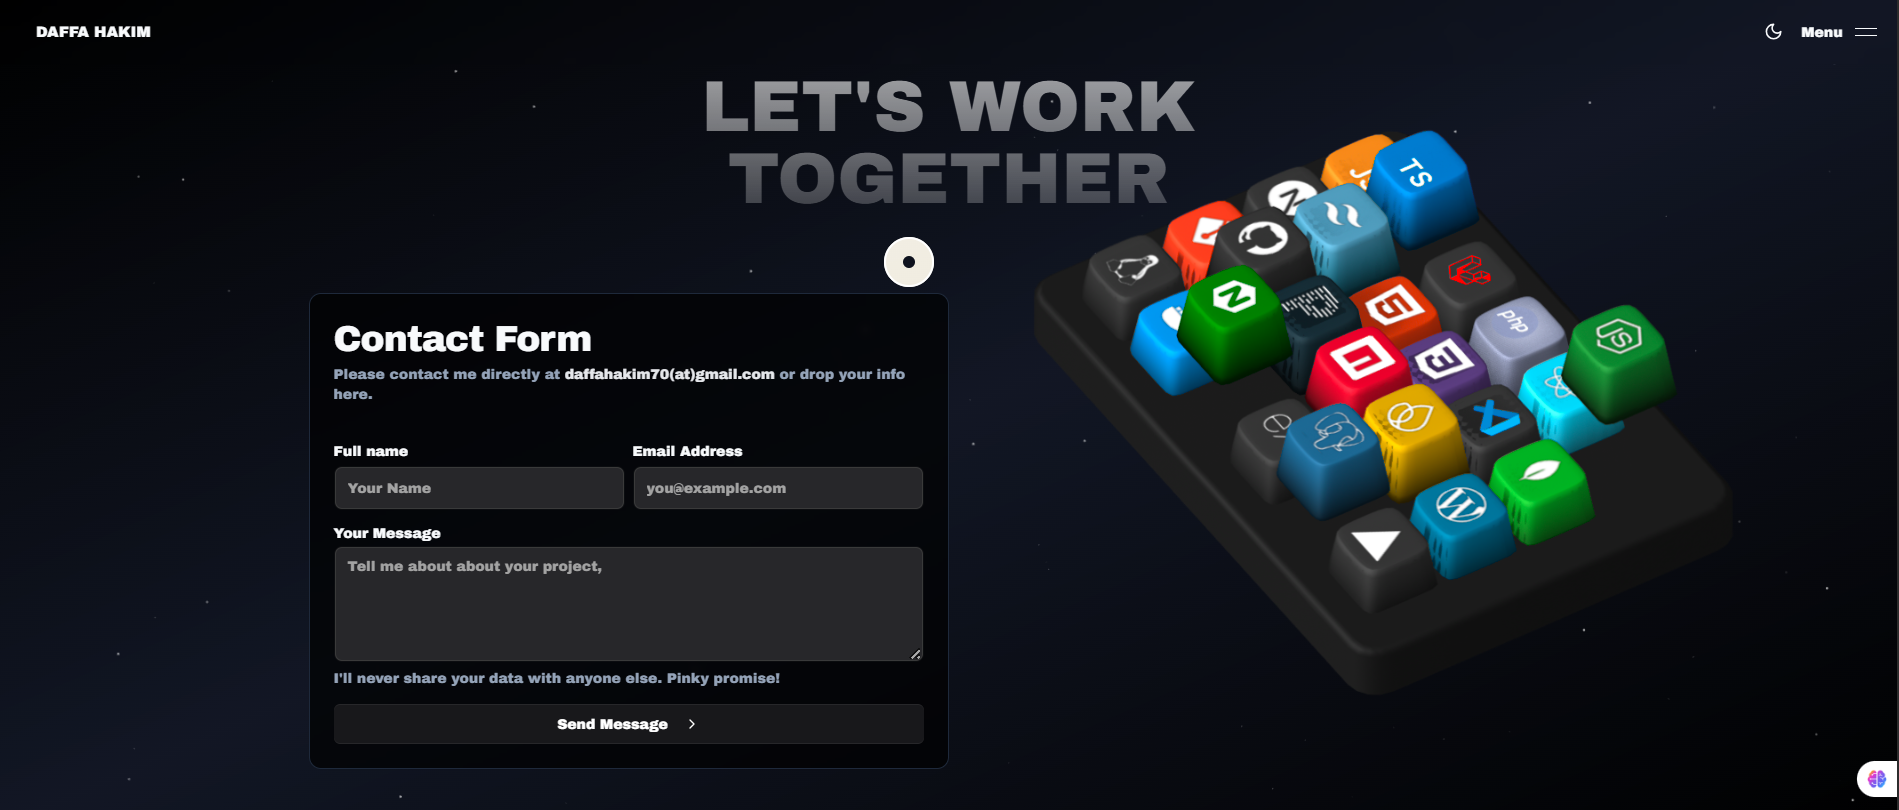 DAFFA HAKIM
Menu
LET'S WORK
TOGETHER
Contact Form
Please contact me directly at daffahakim70(at)gmail.com or drop your info
here.
Full name
Email Address
Your Name
you@example.com
Your Message
Tell me about about your project,
I'll never share your data with anyone else. Pinky promise!
Send Message
TS
JS
php
JS